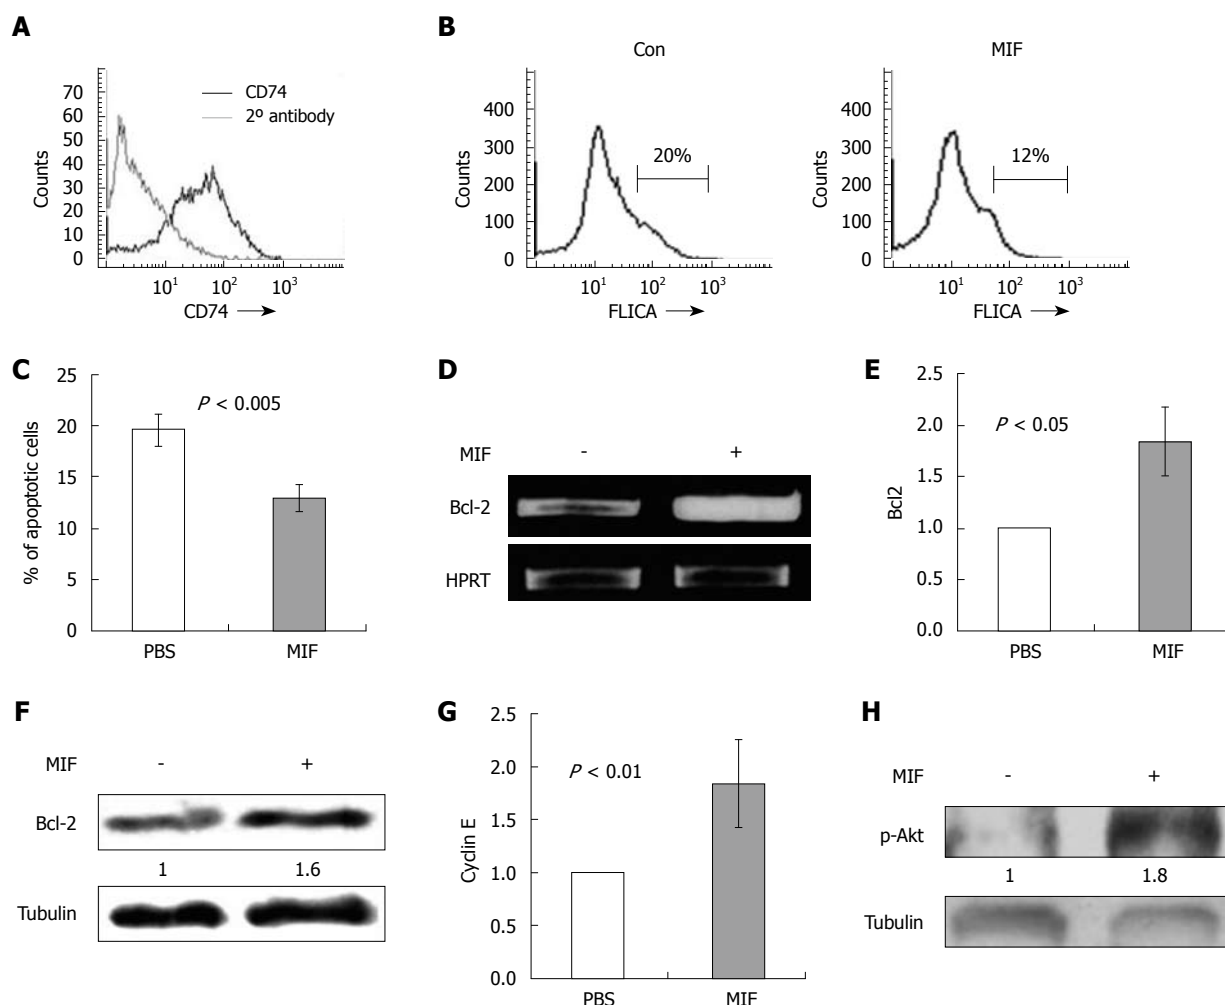 A
CD74
2º antibody
70
60
50
40
30
20
10
0
Counts
10¹ 10² 10³
CD74
B
Con
400
300
200
100
0
Counts
20%
10¹ 10² 10³
FLICA
MIF
400
300
200
100
0
Counts
12%
10¹ 10² 10³
FLICA
C
25
20
15
10
5
0
% of apoptotic cells
P < 0.005
PBS MIF
D
MIF - +
Bcl-2
HPRT
E
2.5
2.0
1.5
1.0
0.5
0.0
Bcl2
P < 0.05
PBS MIF
F
MIF - +
Bcl-2
1 1.6
Tubulin
G
2.5
2.0
1.5
1.0
0.5
0.0
Cyclin E
P < 0.01
PBS MIF
H
MIF - +
p-Akt
1 1.8
Tubulin